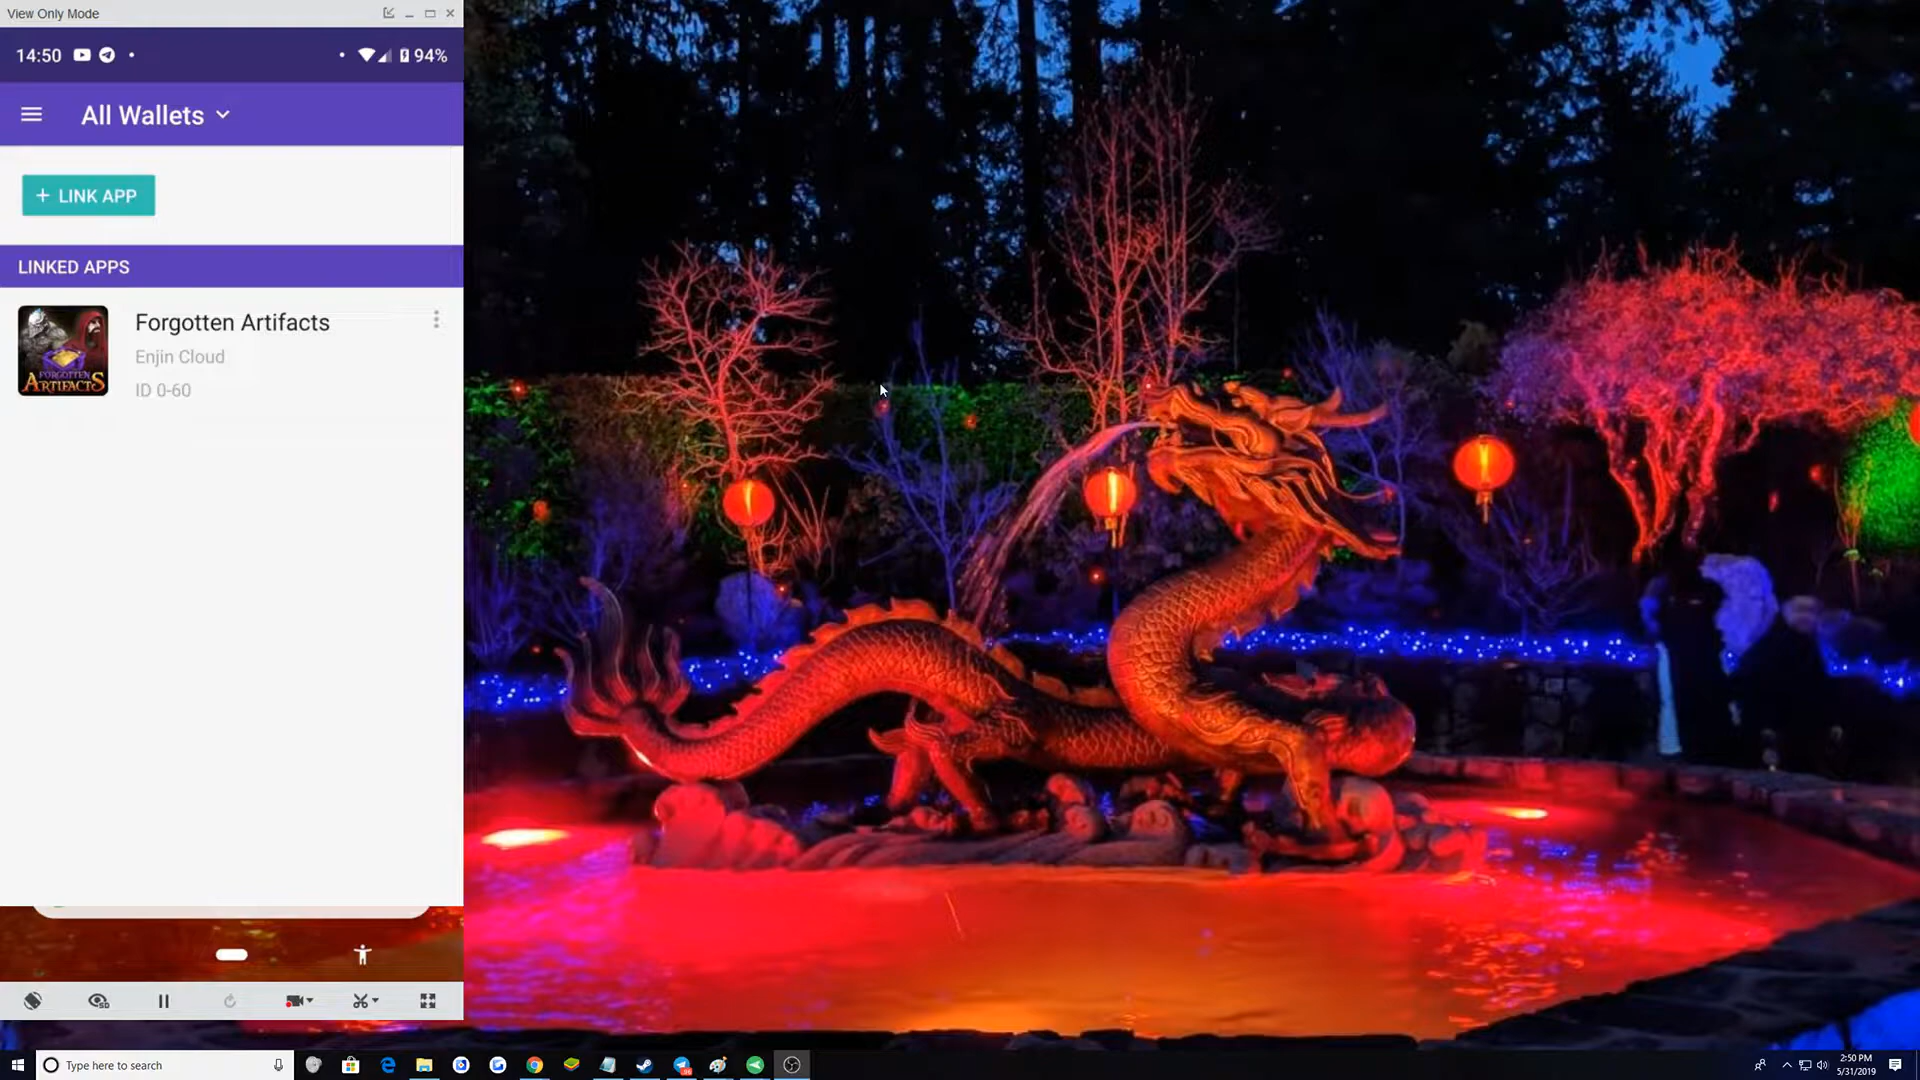 View Only Mode
14:50
94%
All Wallets
+ LINK APP
LINKED APPS
Forgotten Artifacts
Enjin Cloud
ID 0-60
FORGOTTEN
ARTIFACTS
Type here to search
2:50 PM
5/31/2019